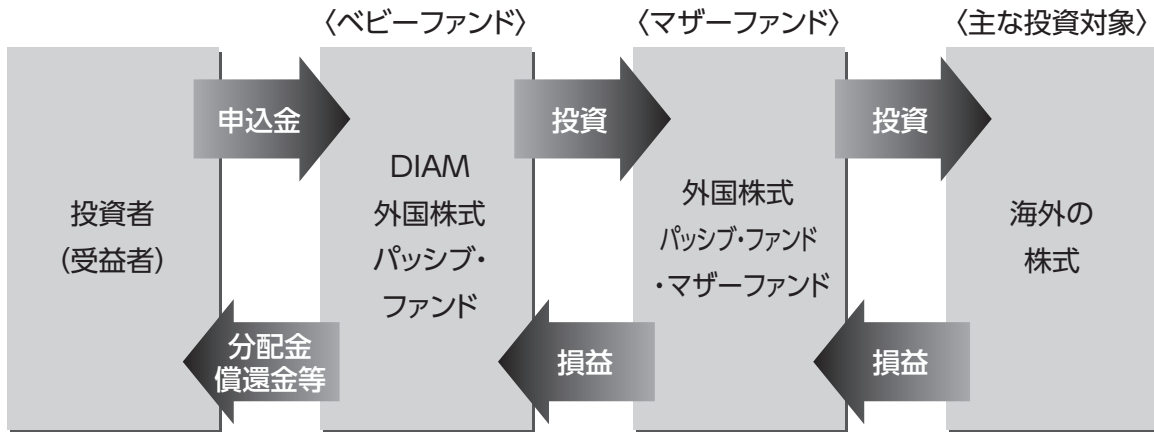 〈ベビーファンド〉
〈マザーファンド〉
〈主な投資対象〉
申込金
投資
投資
投資者
(受益者)
DIAM
外国株式
パッシブ・
ファンド
外国株式
パッシブ・ファンド
・マザーファンド
海外の
株式
分配金
償還金等
損益
損益